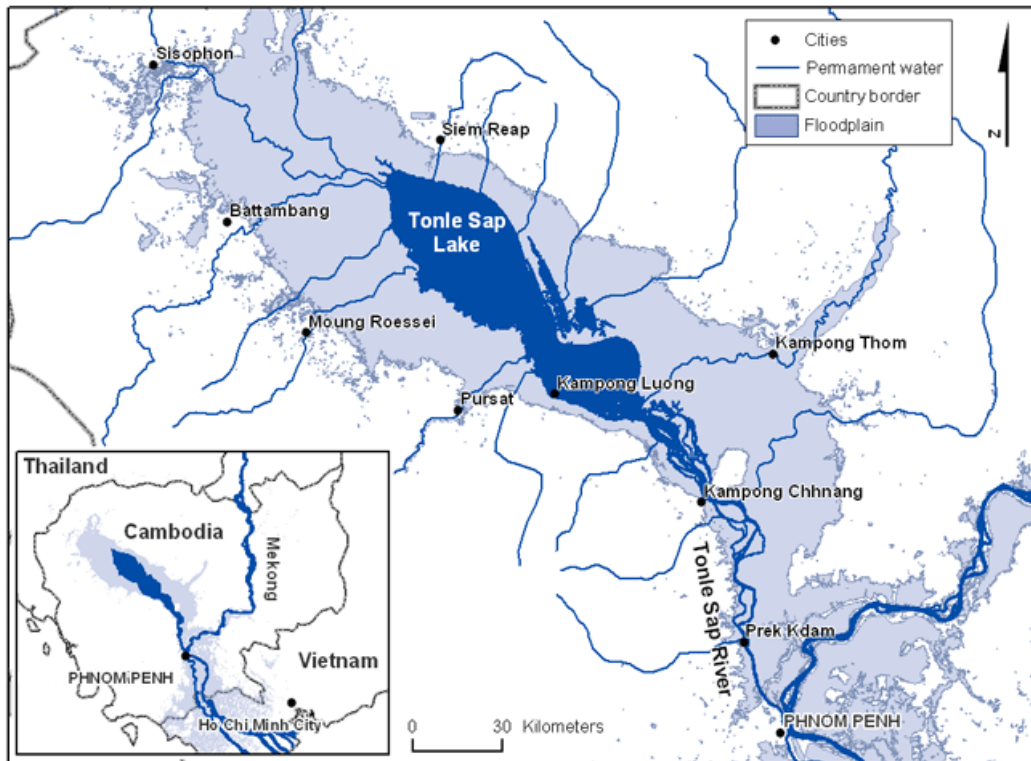 Sisophon
Cities
Permament water
Country border
Floodplain
N
Siem Reap
Battambang
Tonle Sap
Lake
Moung Roessei
Kampong Thom
Pursat
Kampong Luong
Kampong Chhnang
Tonle Sap River
Prek Kdam
PHNOM PENH
0 30 Kilometers
Thailand
Cambodia
Mekong
Vietnam
PHNOM PENH
Ho Chi Minh City